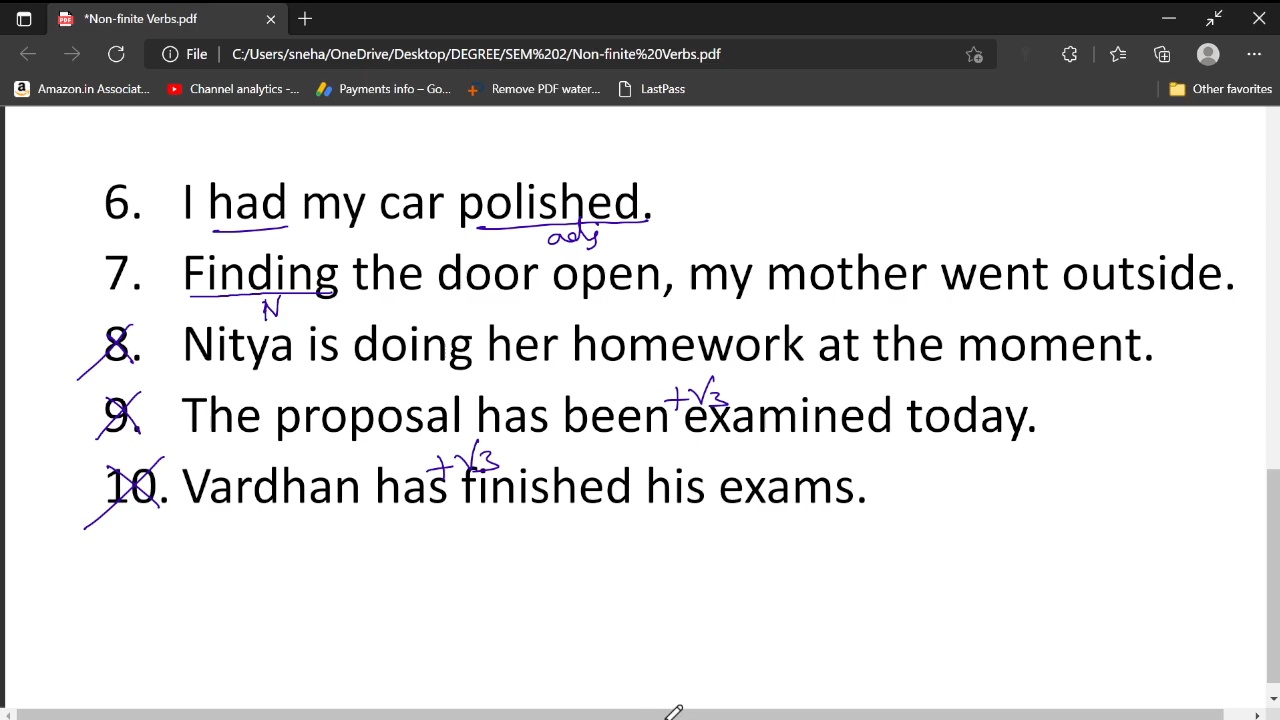 *Non-finite Verbs.pdf
File C:/Users/sneha/OneDrive/Desktop/DEGREE/SEM%202/Non-finite%20Verbs.pdf
Amazon.in Associat... Channel analytics -... Payments info – Go... Remove PDF water... LastPass Other favorites
6. I had my car polished.
adj
7. Finding the door open, my mother went outside.
N
8. Nitya is doing her homework at the moment.
+V3
9. The proposal has been examined today.
+V3
10. Vardhan has finished his exams.